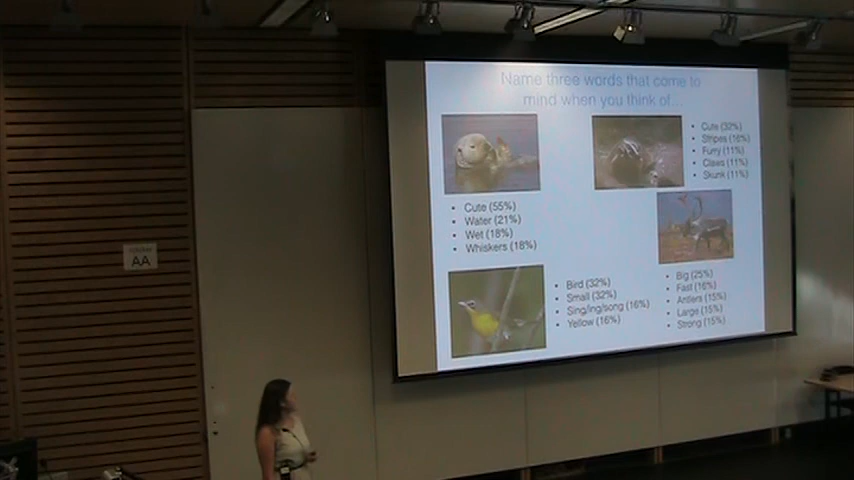 Name three words that come to
mind when you think of...
• Cute (32%)
• Stripes (16%)
• Furry (11%)
• Claws (11%)
• Skunk (11%)
• Cute (55%)
• Water (21%)
• Wet (18%)
• Whiskers (18%)
• Bird (32%)
• Small (32%)
• Sing/ing/song (16%)
• Yellow (16%)
• Big (25%)
• Fast (16%)
• Antlers (15%)
• Large (15%)
• Strong (15%)
AA